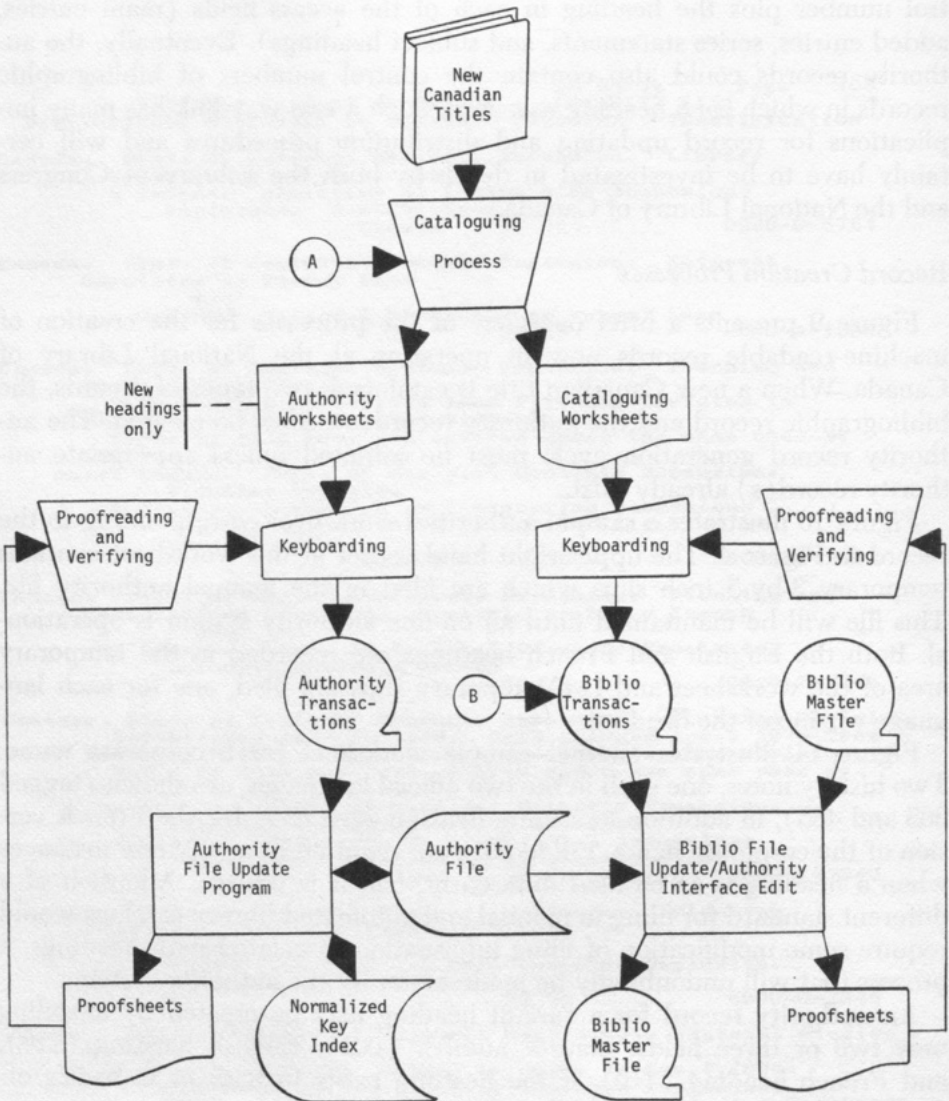 New
Canadian
Titles
Cataloguing
Process
A
New
headings
only
Authority
Worksheets
Cataloguing
Worksheets
Proofreading
and
Verifying
Keyboarding
Keyboarding
Proofreading
and
Verifying
Authority
Transac-
tions
B
Biblio
Transac-
tions
Biblio
Master
File
Authority
File Update
Program
Authority
File
Biblio File
Update/Authority
Interface Edit
Proofsheets
Normalized
Key
Index
Biblio
Master
File
Proofsheets